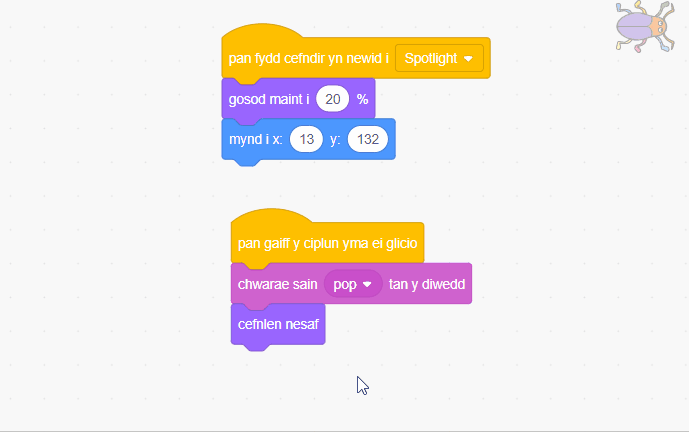 pan fydd cefndir yn newid i Spotlight
gosod maint i 20 %
mynd i x: 13 y: 132
pan gaiff y ciplun yma ei glicio
chwarae sain pop tan y diwedd
cefnlen nesaf